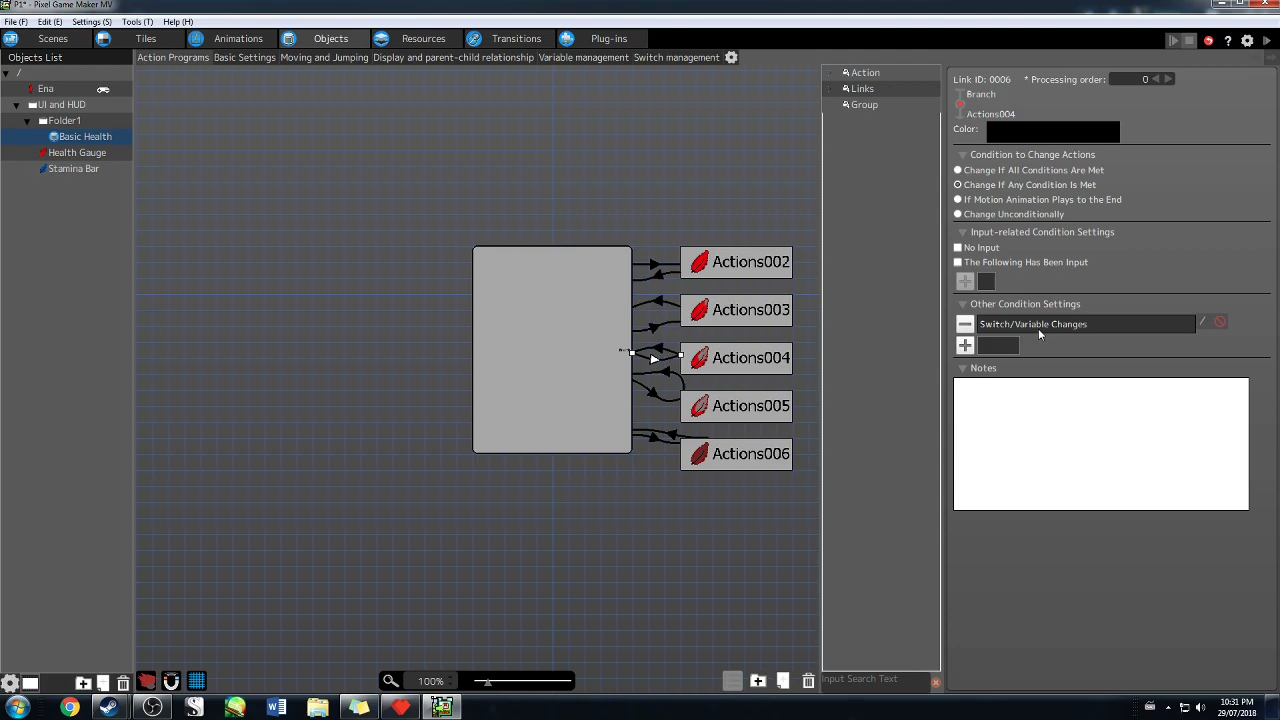 P1* - Pixel Game Maker MV
File (F) Edit (E) Settings (S) Tools (T) Help (H)
Scenes Tiles Animations Objects Resources Transitions Plug-ins
Objects List
Action Programs Basic Settings Moving and Jumping Display and parent-child relationship Variable management Switch management
/
Ena
UI and HUD
Folder1
Basic Health
Health Gauge
Stamina Bar
Actions002
Actions003
Actions004
Actions005
Actions006
100%
Action
Links
Group
Input Search Text
Link ID: 0006 * Processing order: 0
Branch
Actions004
Color:
Condition to Change Actions
Change If All Conditions Are Met
Change If Any Condition Is Met
If Motion Animation Plays to the End
Change Unconditionally
Input-related Condition Settings
No Input
The Following Has Been Input
Other Condition Settings
Switch/Variable Changes
Notes
10:31 PM
29/07/2018